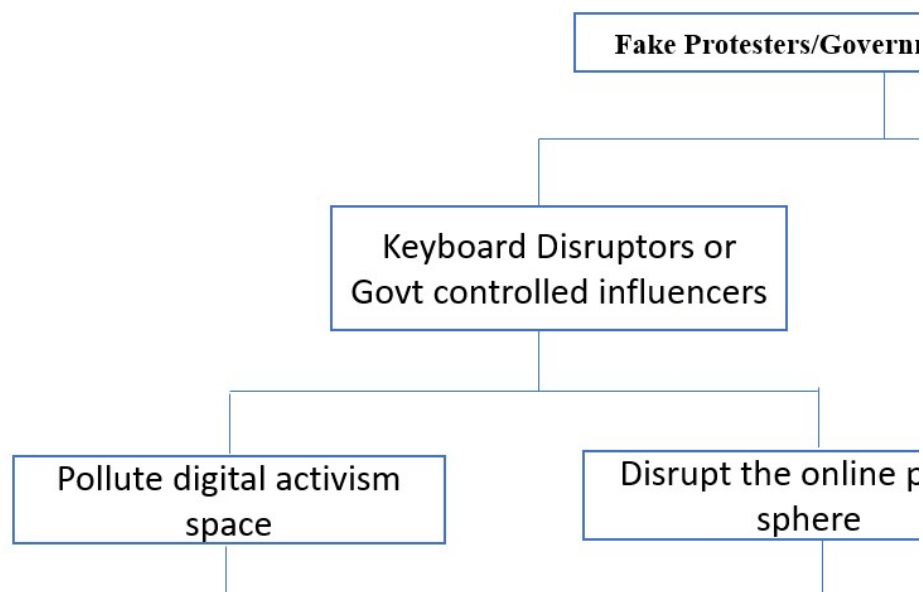 Fake Protesters/
Keyboard Disruptors or
Govt controlled influencers
Pollute digital activism
space
Disrupt the online
sphere